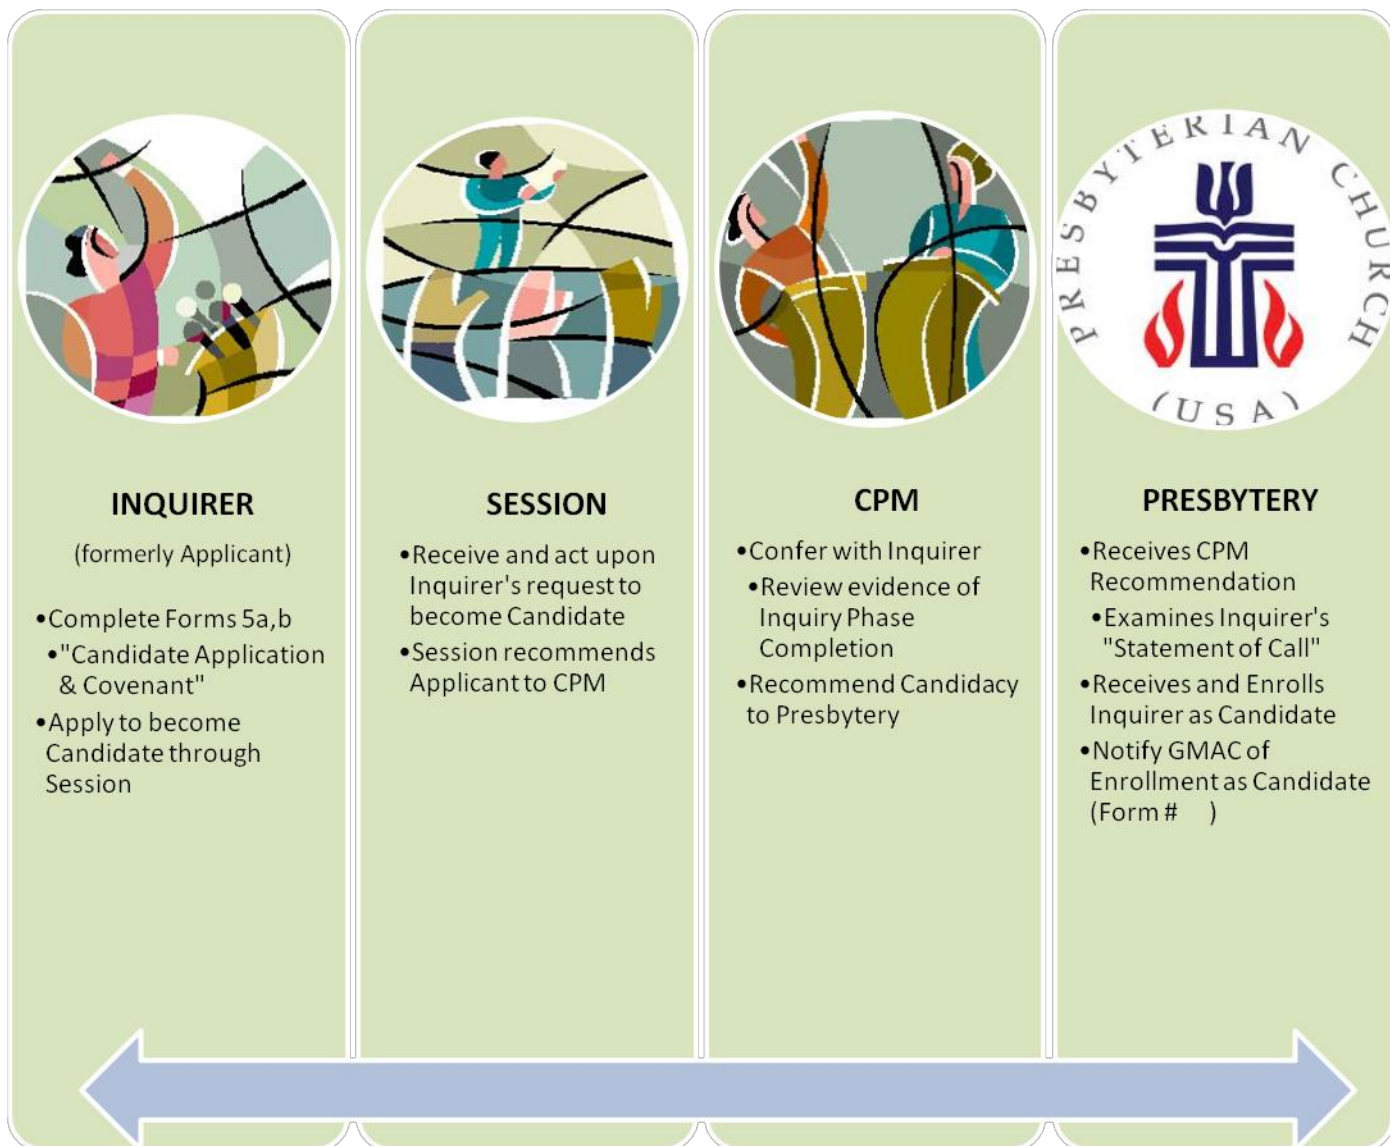 PRESBYTERIAN CHURCH
(USA)
INQUIRER
(formerly Applicant)
•Complete Forms 5a,b
•"Candidate Application
& Covenant"
•Apply to become
Candidate through
Session
SESSION
•Receive and act upon
Inquirer's request to
become Candidate
•Session recommends
Applicant to CPM
CPM
•Confer with Inquirer
•Review evidence of
Inquiry Phase
Completion
•Recommend Candidacy
to Presbytery
PRESBYTERY
•Receives CPM
Recommendation
•Examines Inquirer's
"Statement of Call"
•Receives and Enrolls
Inquirer as Candidate
•Notify GMAC of
Enrollment as Candidate
(Form #    )